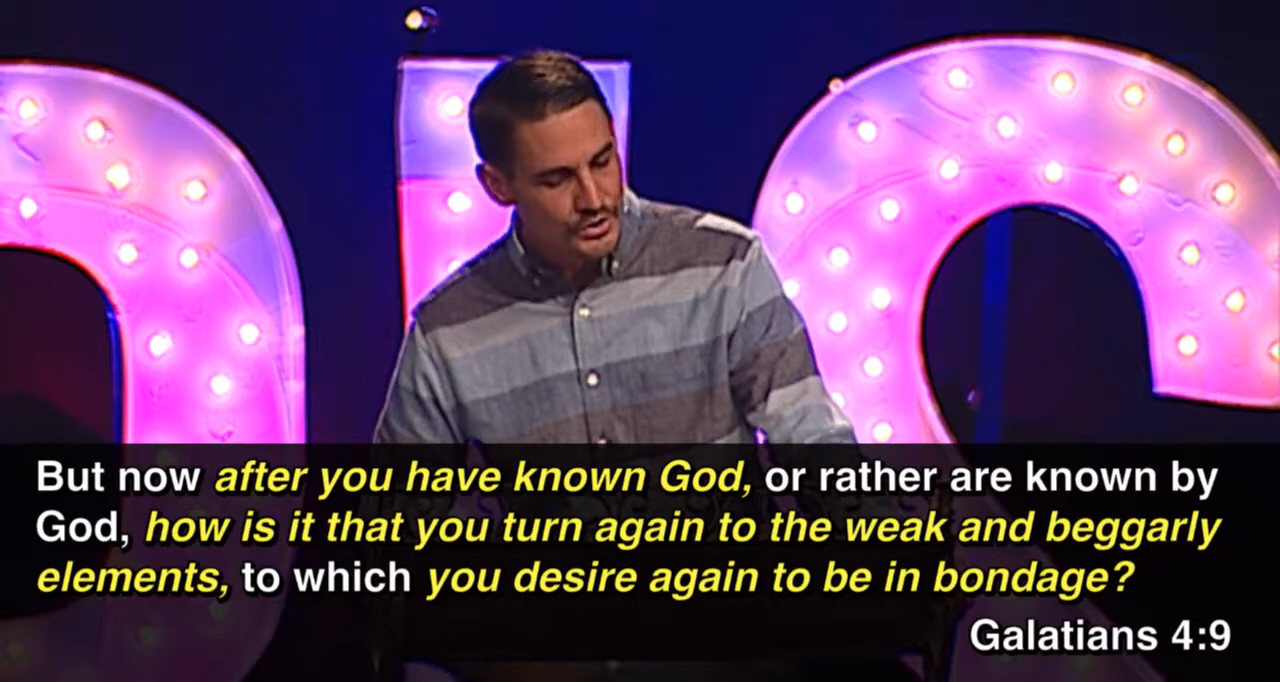 But now after you have known God, or rather are known by
God, how is it that you turn again to the weak and beggarly
elements, to which you desire again to be in bondage?
Galatians 4:9